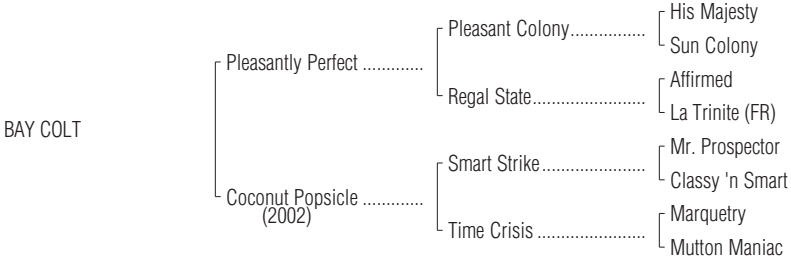 His Majesty
Pleasant Colony................
Sun Colony
Pleasantly Perfect .............
Affirmed
Regal State........................
La Trinite (FR)
BAY COLT
Mr. Prospector
Smart Strike......................
Classy 'n Smart
Coconut Popsicle .............
(2002)
Marquetry
Time Crisis .......................
Mutton Maniac